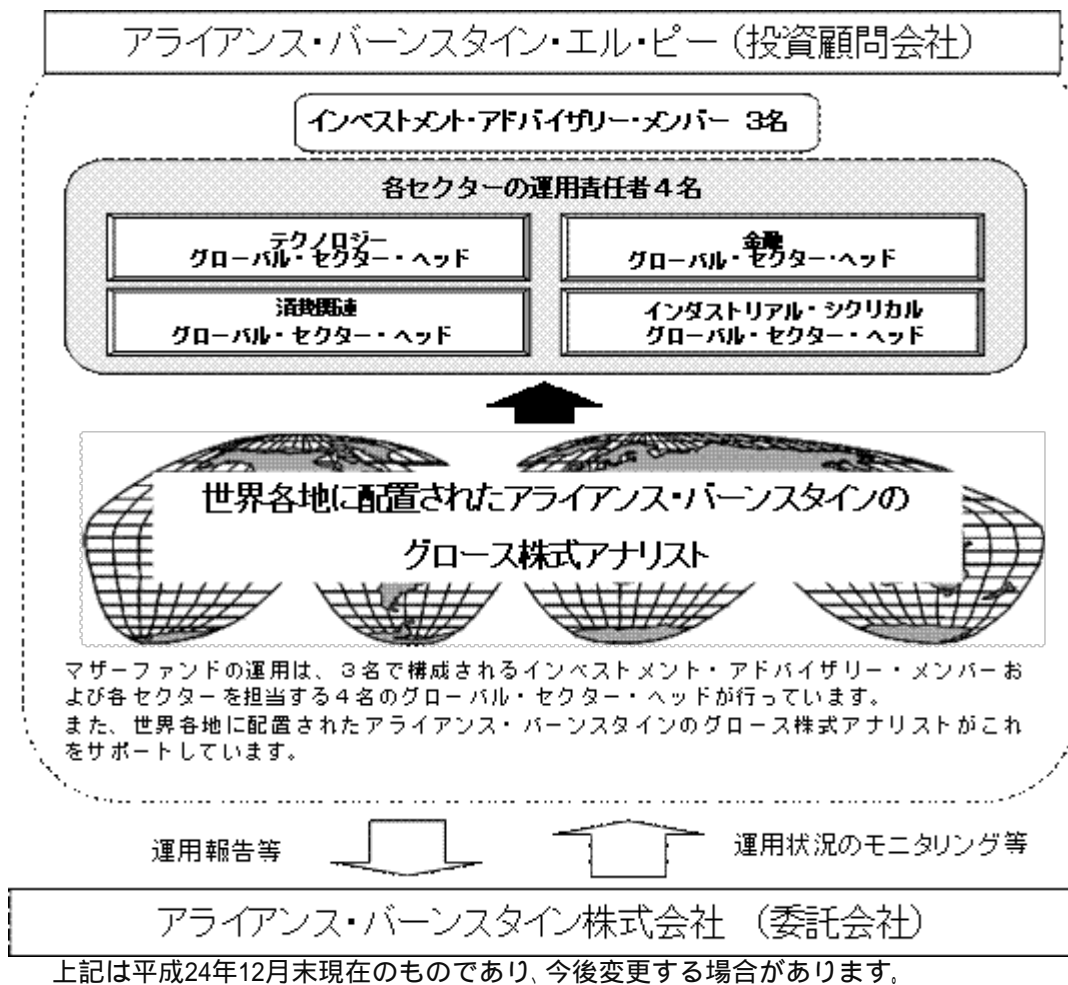 アライアンス・バーンスタイン・エル・ピー（投資顧問会社）
インベストメント・アドバイザリー・メンバー 3名
各セクターの運用責任者４名
テクノロジー
グローバル・セクター・ヘッド
金融
グローバル・セクター・ヘッド
消費関連
グローバル・セクター・ヘッド
インダストリアル・シクリカル
グローバル・セクター・ヘッド
世界各地に配置されたアライアンス・バーンスタインの
グロース株式アナリスト
マザーファンドの運用は、３名で構成されるインベストメント・アドバイザリー・メンバーお
よび各セクターを担当する４名のグローバル・セクター・ヘッドが行っています。
また、世界各地に配置されたアライアンス・バーンスタインのグロース株式アナリストがこれ
をサポートしています。
運用報告等
運用状況のモニタリング等
アライアンス・バーンスタイン株式会社　（委託会社）
上記は平成24年12月末現在のものであり、今後変更する場合があります。